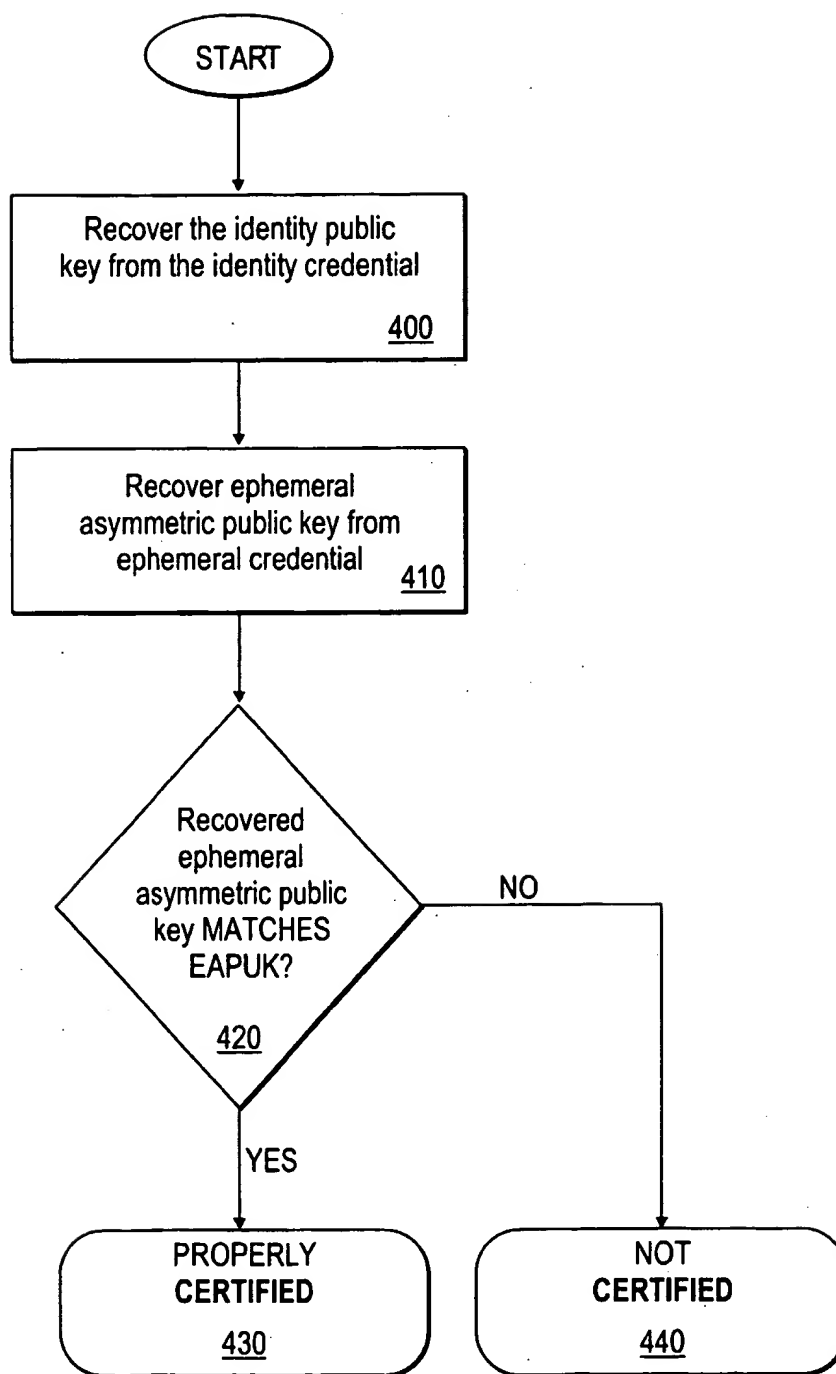 START
Recover the identity public
key from the identity credential
400
Recover ephemeral
asymmetric public key from
ephemeral credential
410
Recovered
ephemeral
asymmetric public
key MATCHES
EAPUK?
420
NO
YES
PROPERLY
CERTIFIED
430
NOT
CERTIFIED
440